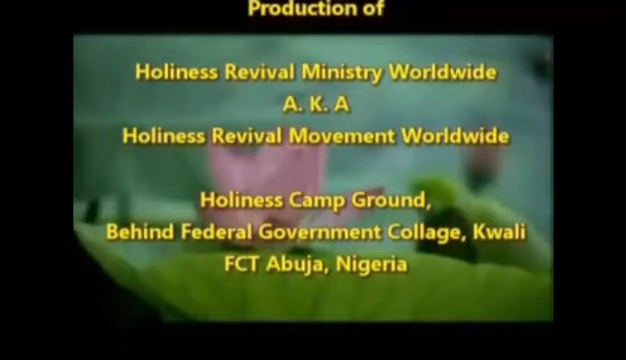 Production of
Holiness Revival Ministry Worldwide
A. K. A
Holiness Revival Movement Worldwide
Holiness Camp Ground,
Behind Federal Government Collage, Kwali
FCT Abuja, Nigeria